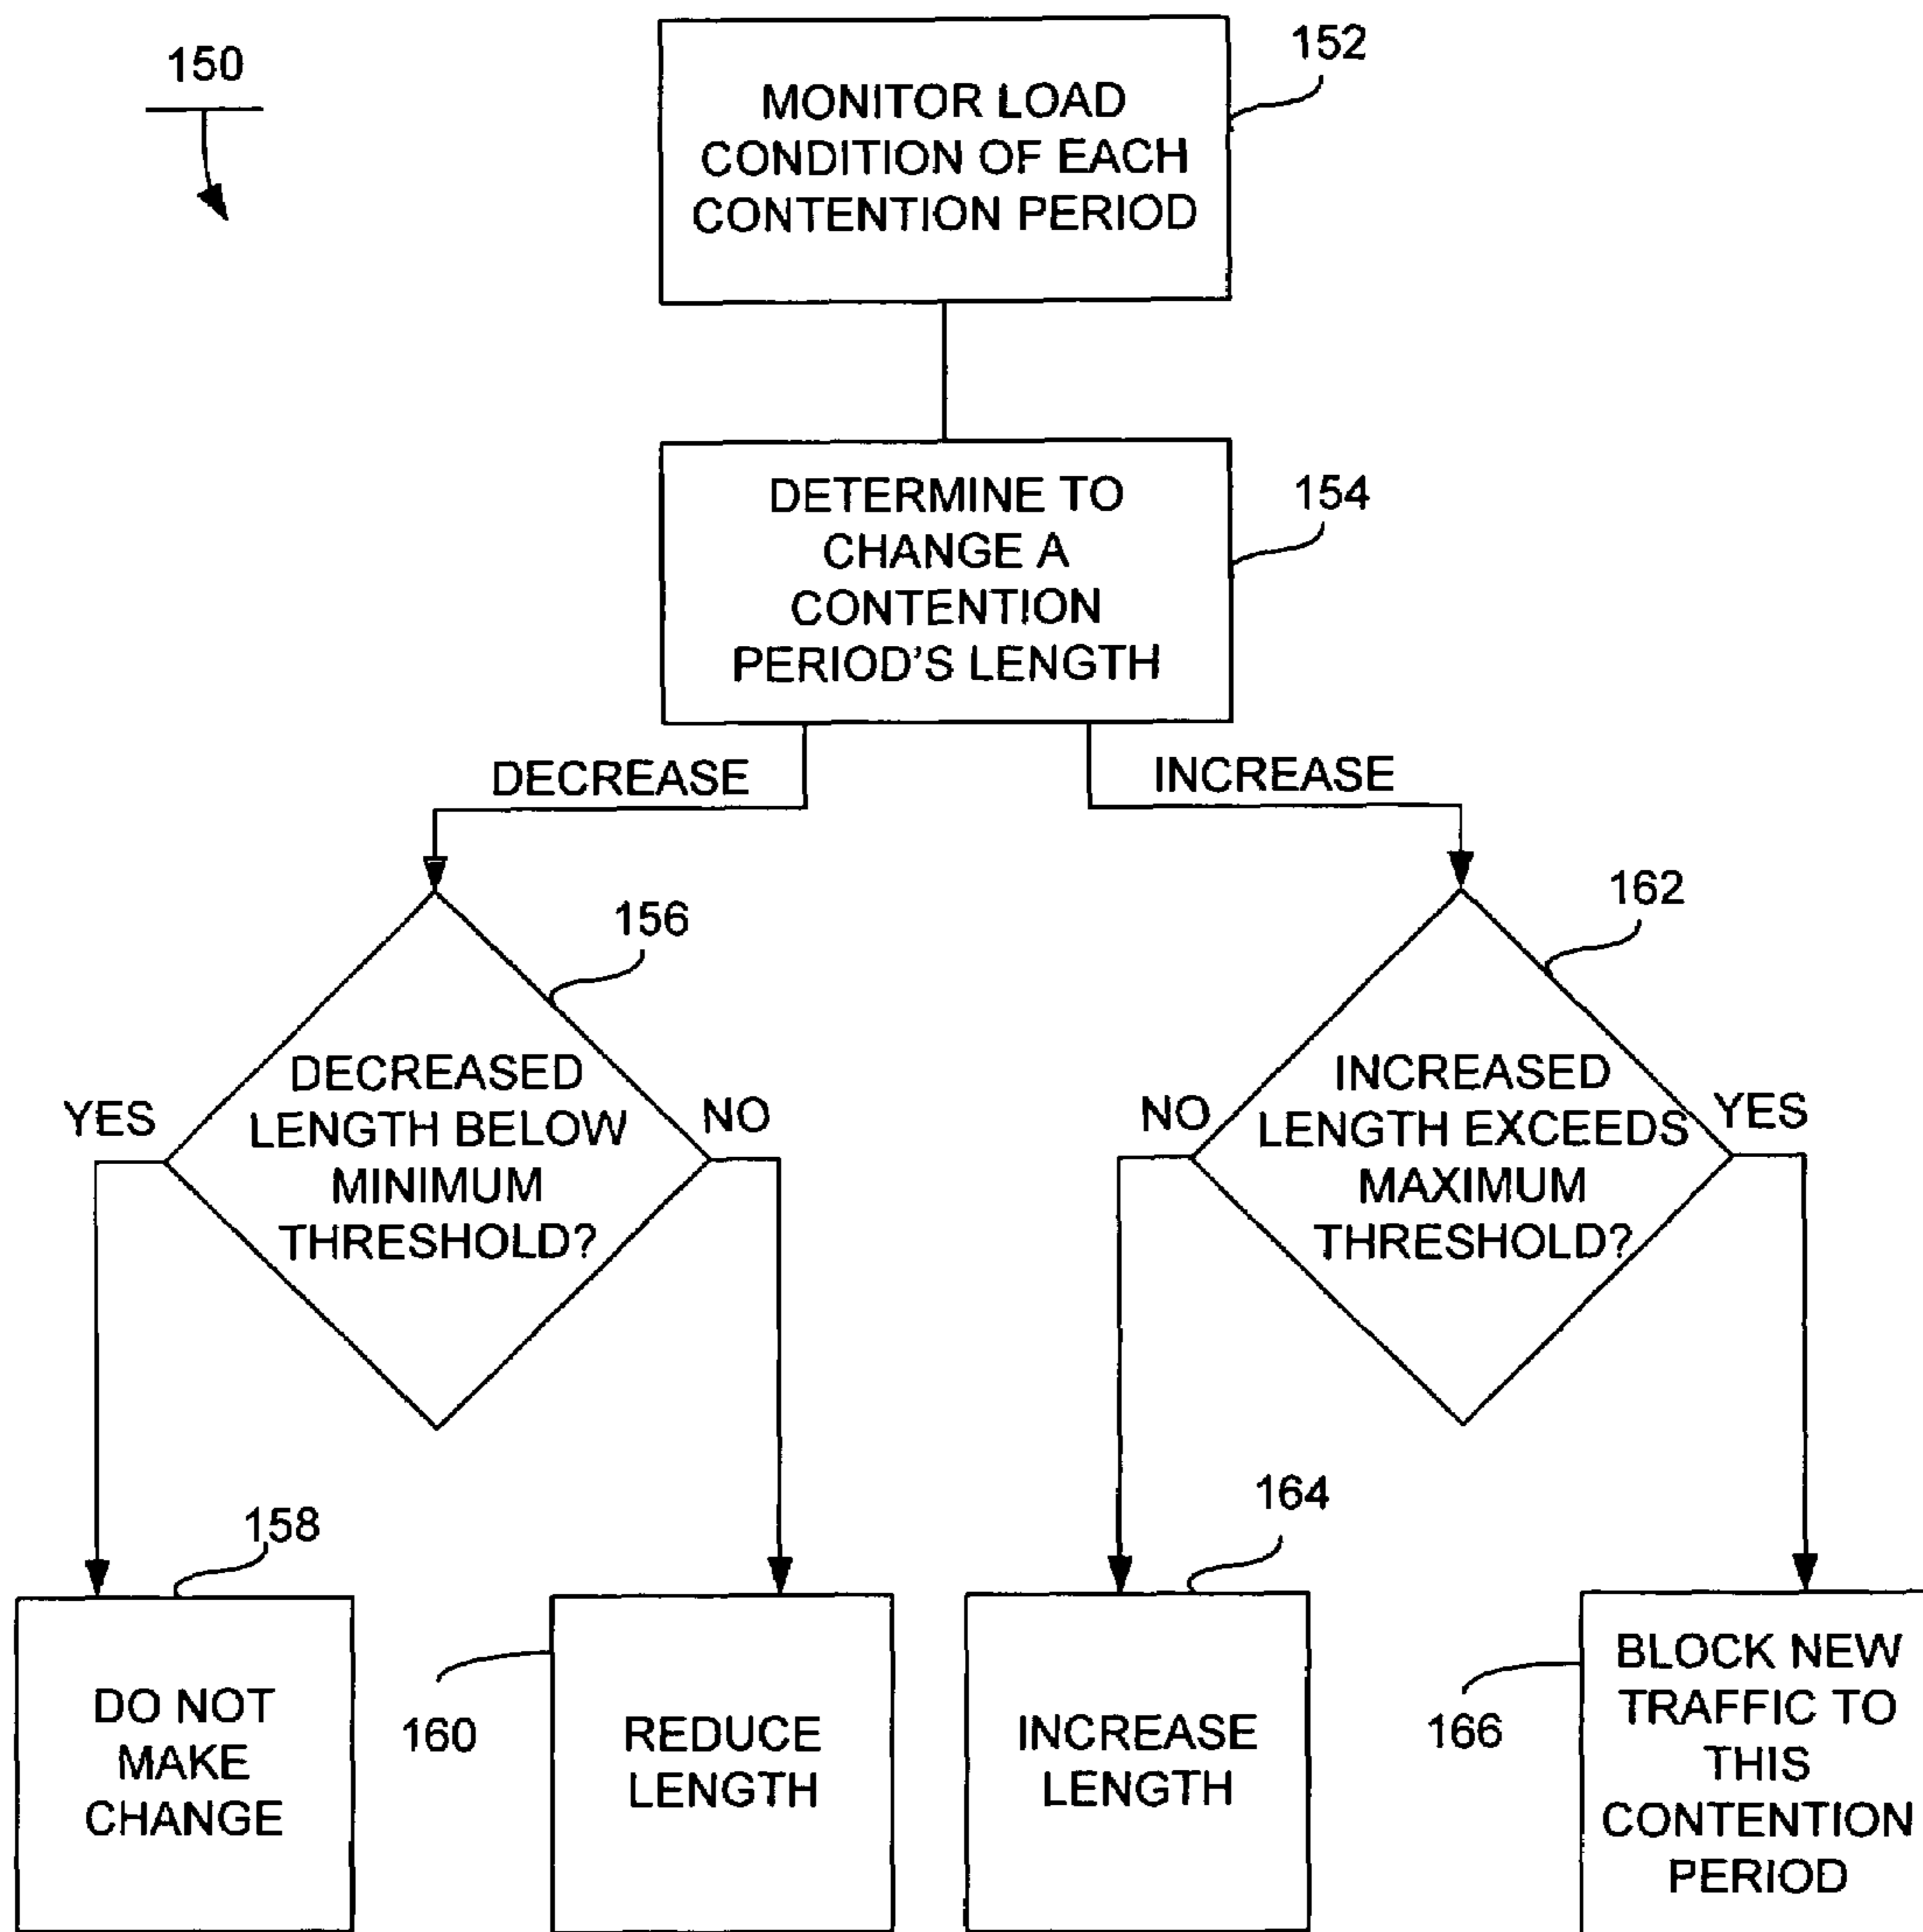 150
152
MONITOR LOAD
CONDITION OF EACH
CONTENTION PERIOD
154
DETERMINE TO
CHANGE A
CONTENTION
PERIOD'S LENGTH
DECREASE
INCREASE
156
162
DECREASED
LENGTH BELOW
MINIMUM
THRESHOLD?
YES
NO
INCREASED
LENGTH EXCEEDS
MAXIMUM
THRESHOLD?
NO
YES
158
164
DO NOT
MAKE
CHANGE
160
REDUCE
LENGTH
INCREASE
LENGTH
166
BLOCK NEW
TRAFFIC TO
THIS
CONTENTION
PERIOD